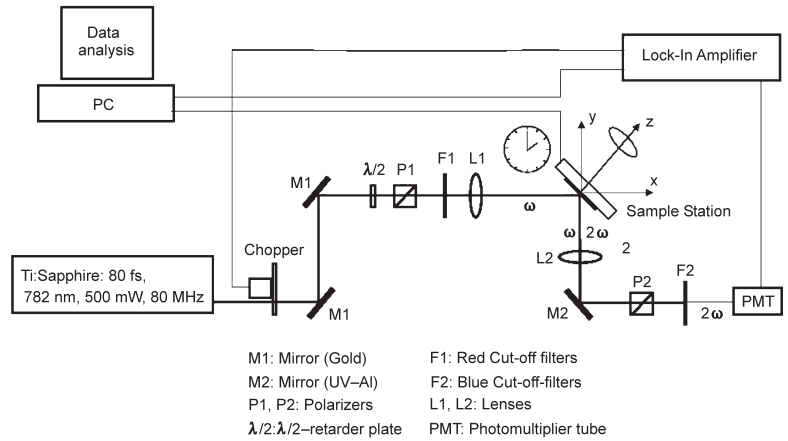 Data
analysis
PC
Lock-In Amplifier
y
z
x
Sample Station
λ/2
P1
F1
L1
M1
ω
ω
2ω
2
L2
Chopper
Ti:Sapphire: 80 fs,
782 nm, 500 mW, 80 MHz
M1
M2
P2
F2
2ω
PMT
M1: Mirror (Gold)
F1: Red Cut-off filters
M2: Mirror (UV–Al)
F2: Blue Cut-off-filters
P1, P2: Polarizers
L1, L2: Lenses
λ/2:λ/2–retarder plate
PMT: Photomultiplier tube